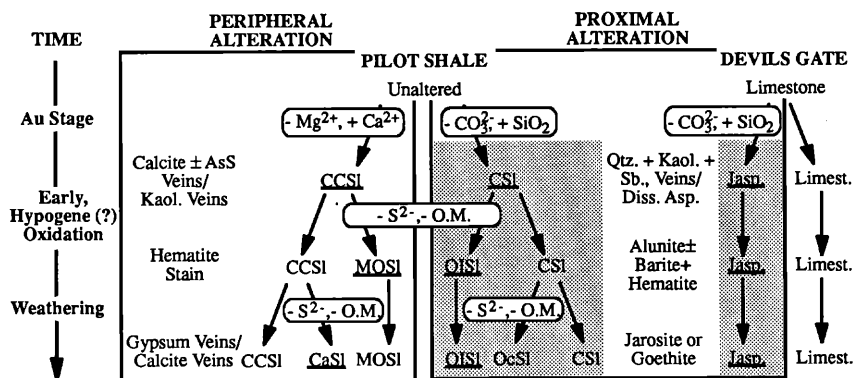 PERIPHERAL ALTERATION
PROXIMAL ALTERATION
TIME
PILOT SHALE
DEVILS GATE
Unaltered
Limestone
Au Stage
- Mg2+, + Ca2+
- CO32-, + SiO2
- CO32-, + SiO2
Calcite ± AsS
Veins/
Kaol. Veins
CCSl
CSl
Qtz. + Kaol. +
Sb., Veins/
Diss. Asp.
Jasp.
Limest.
Early,
Hypogene (?)
Oxidation
- S2-,- O.M.
Hematite
Stain
CCSl
MOSl
OISl
CSl
Alunite±
Barite+
Hematite
Jasp.
Limest.
Weathering
- S2-,- O.M.
- S2-,- O.M.
Gypsum Veins/
Calcite Veins
CCSl
CaSl
MOSl
OISl
OcSl
CSl
Jarosite or
Goethite
Jasp.
Limest.